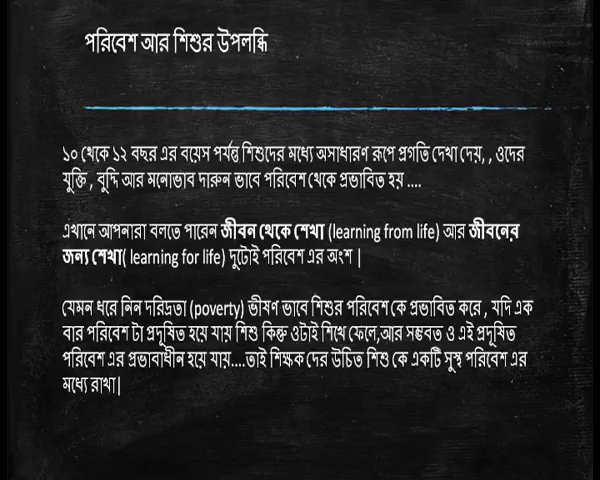 পরিবেশ আর শিশুর উপলব্ধি
১০ থেকে ১২ বছর এর বয়েস পর্যন্ত শিশুদের মধ্যে অসাধারণ রূপে প্রগতি দেখা দেয়, , ওদের
যুক্তি , বুদ্দি আর মনোভাব দারুন ভাবে পরিবেশ থেকে প্রভাবিত হয় ....
এখানে আপনারা বলতে পারেন জীবন থেকে শেখা (learning from life) আর জীবনের
জন্য শেখা( learning for life) দুটোই পরিবেশ এর অংশ |
যেমন ধরে নিন দরিদ্রতা (poverty) ভীষণ ভাবে শিশুর পরিবেশ কে প্রভাবিত করে , যদি এক
বার পরিবেশ টা প্রদূষিত হয়ে যায় শিশু কিন্তু ওটাই শিখে ফেলে,আর সম্ভবত ও এই প্রদূষিত
পরিবেশ এর প্রভাবাধীন হয়ে যায়....তাই শিক্ষক দের উচিত শিশু কে একটি সুস্থ পরিবেশ এর
মধ্যে রাখা|